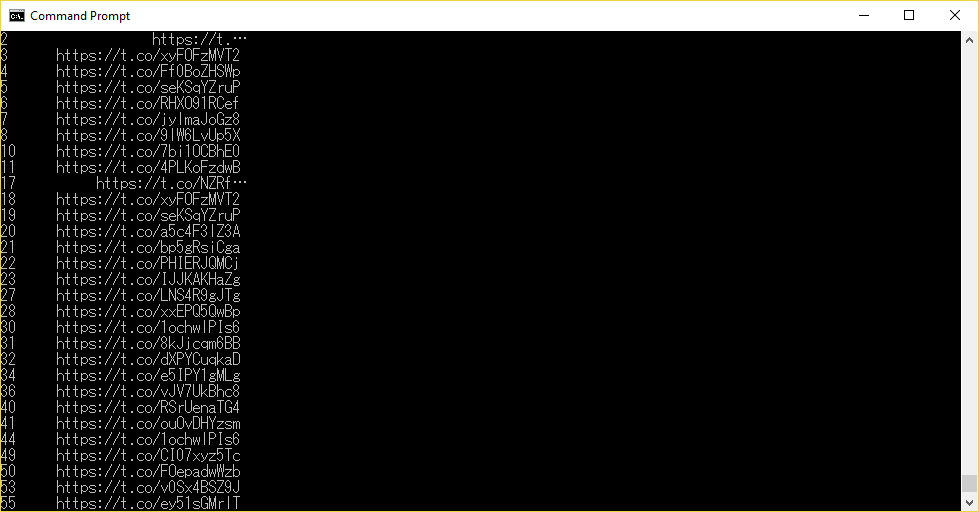 Command Prompt
2 https://t.…
3 https://t.co/xyFOFzMVT2
4 https://t.co/Ff0BoZHSWp
5 https://t.co/seKSqYZruP
6 https://t.co/RHXO91RCef
7 https://t.co/jylmaJoGz8
8 https://t.co/9lW6LvUp5X
10 https://t.co/7bi10CBhE0
11 https://t.co/4PLKoFzdwB
17 https://t.co/NZRf…
18 https://t.co/xyFOFzMVT2
19 https://t.co/seKSqYZruP
20 https://t.co/a5c4F3lZ3A
21 https://t.co/bp5gRsiCga
22 https://t.co/PHIERJQMCj
23 https://t.co/IJJKAKHaZg
27 https://t.co/LNS4R9gJTg
28 https://t.co/xxEPQ5QwBp
30 https://t.co/1ochwlPIs6
31 https://t.co/8kJjcqm6BB
32 https://t.co/dXPYCuqkaD
34 https://t.co/e5IPY1gMLg
36 https://t.co/vJV7UkBhc8
40 https://t.co/RSrUenaTG4
41 https://t.co/ouOvDHYzsm
44 https://t.co/1ochwlPIs6
49 https://t.co/CI07xyz5Tc
50 https://t.co/FOepadwWzb
53 https://t.co/v0Sx4BSZ9J
55 https://t.co/ey51sGMrlT